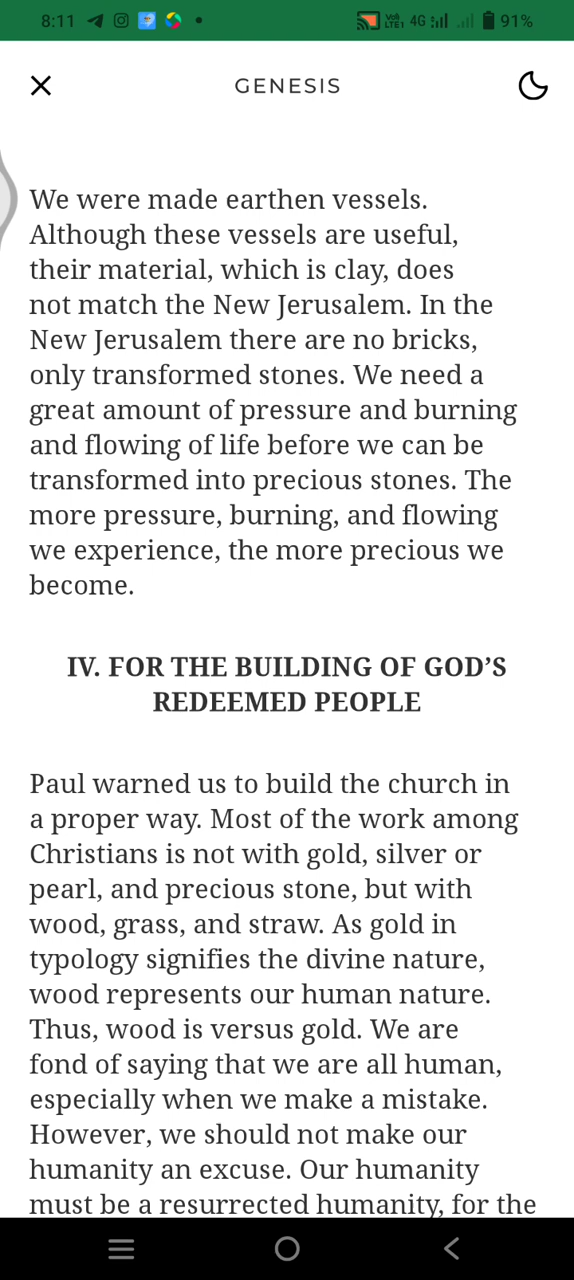 8:11
Vo))
LTE1
4G
91%
GENESIS
We were made earthen vessels.
Although these vessels are useful,
their material, which is clay, does
not match the New Jerusalem. In the
New Jerusalem there are no bricks,
only transformed stones. We need a
great amount of pressure and burning
and flowing of life before we can be
transformed into precious stones. The
more pressure, burning, and flowing
we experience, the more precious we
become.
IV. FOR THE BUILDING OF GOD’S
REDEEMED PEOPLE
Paul warned us to build the church in
a proper way. Most of the work among
Christians is not with gold, silver or
pearl, and precious stone, but with
wood, grass, and straw. As gold in
typology signifies the divine nature,
wood represents our human nature.
Thus, wood is versus gold. We are
fond of saying that we are all human,
especially when we make a mistake.
However, we should not make our
humanity an excuse. Our humanity
must be a resurrected humanity, for the